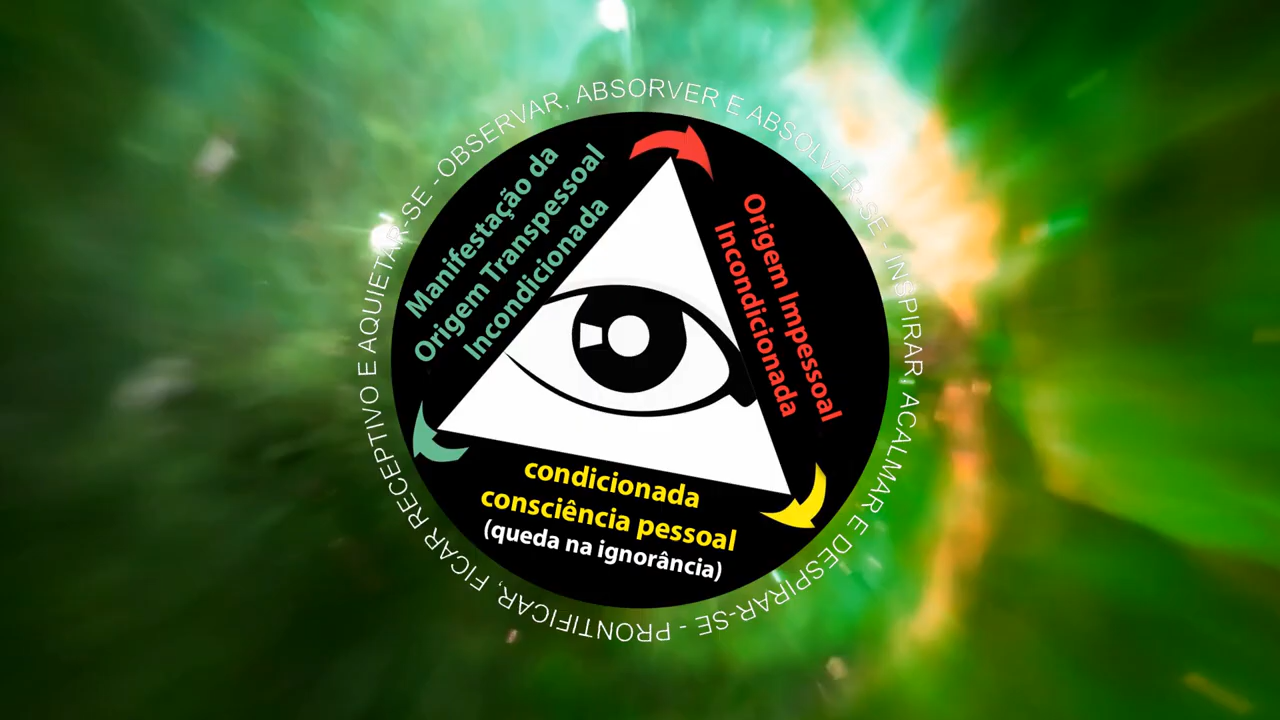 OBSERVAR, ABSORVER E ABSOLVER-SE - INSPIRAR, ACALMAR E DESPIRAR-SE - PRONTIFICAR, FICAR RECEPTIVO E AQUIETAR-SE -
Manifestação da
Origem Transpessoal
Incondicionada
Origem Impessoal
Incondicionada
condicionada
consciência pessoal
(queda na ignorância)